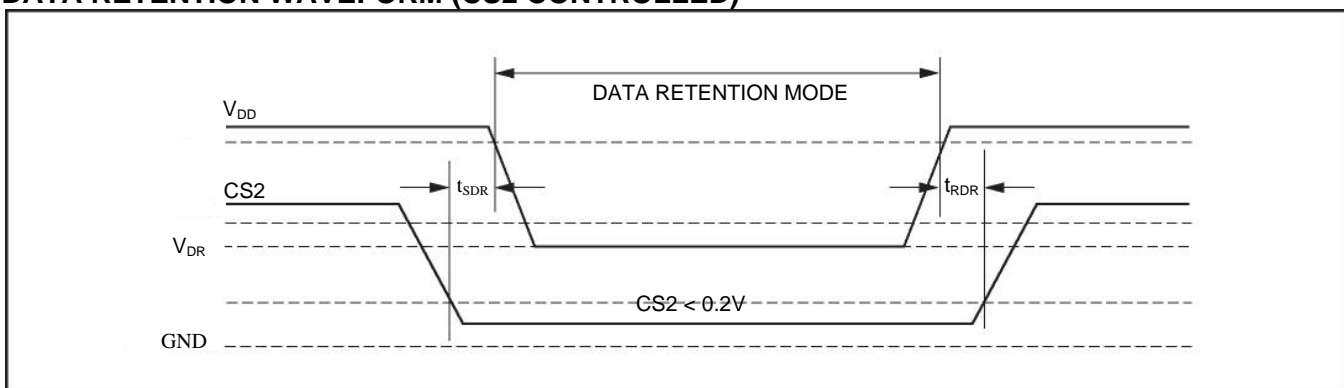 DATA RETENTION WAVEFORM (CS2 CONTROLLED)
DATA RETENTION MODE
VDD
tSDR
tRDR
CS2
VDR
CS2 < 0.2V
GND